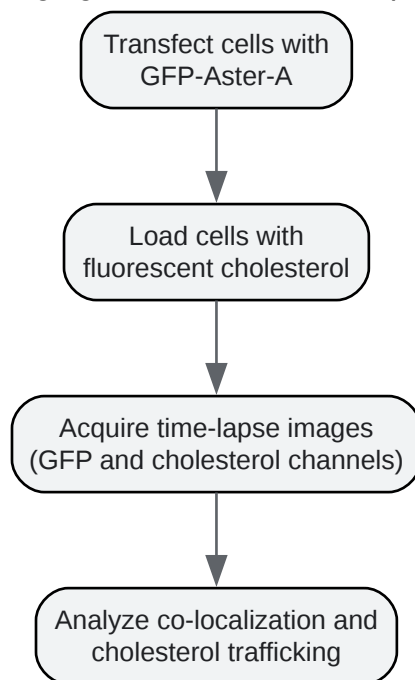 Transfect cells with
GFP-Aster-A
Load cells with
fluorescent cholesterol
Acquire time-lapse images
(GFP and cholesterol channels)
Analyze co-localization and
cholesterol trafficking